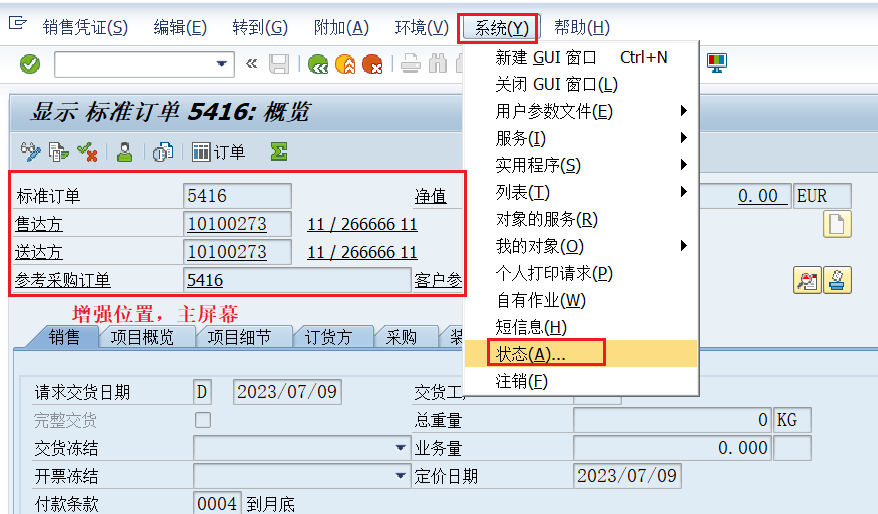 销售凭证(S) 编辑(E) 转到(G) 附加(A) 环境(V) 系统(Y) 帮助(H)
新建 GUI 窗口 Ctrl+N
关闭 GUI 窗口(L)
用户参数文件(E)
服务(I)
实用程序(S)
列表(T)
对象的服务(R)
我的对象(O)
个人打印请求(P)
自有作业(W)
短信息(H)
状态(A)...
注销(F)
显示 标准订单 5416: 概览
订单
标准订单 5416 净值 0.00 EUR
售达方 10100273 11 / 266666 11
送达方 10100273 11 / 266666 11
参考采购订单 5416 客户参
增强位置，主屏幕
销售 项目概览 项目细节 订货方 采购 装
请求交货日期 D 2023/07/09 交货工
完整交货 总重量 0 KG
交货冻结 业务量 0.000
开票冻结 定价日期 2023/07/09
付款条款 0004 到月底